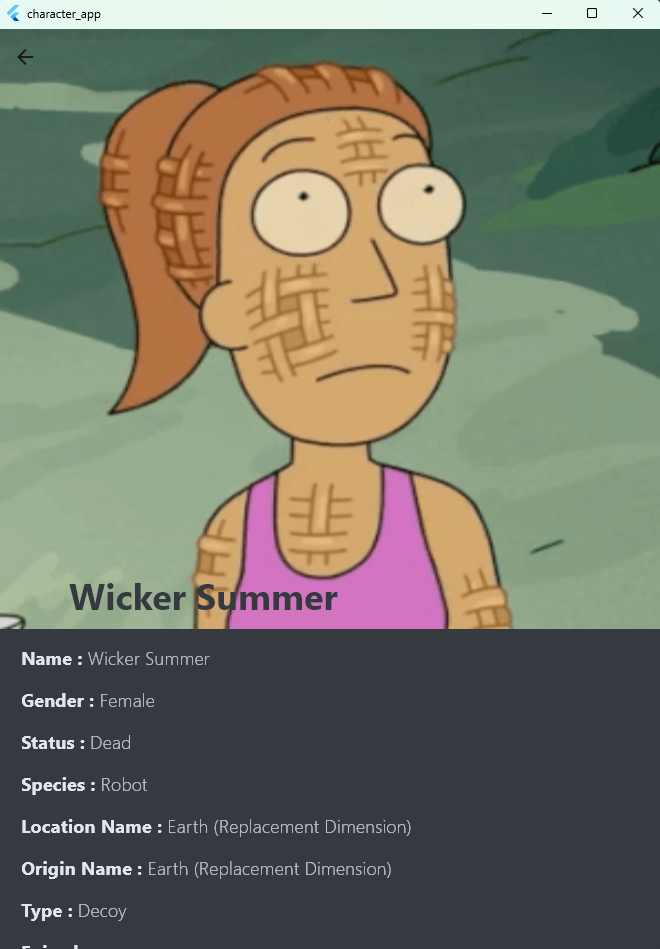 character_app
Wicker Summer
Name : Wicker Summer
Gender : Female
Status : Dead
Species : Robot
Location Name : Earth (Replacement Dimension)
Origin Name : Earth (Replacement Dimension)
Type : Decoy